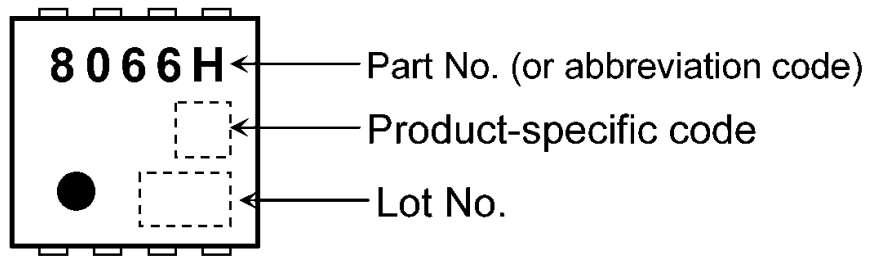 8066H
Part No. (or abbreviation code)
Product-specific code
Lot No.